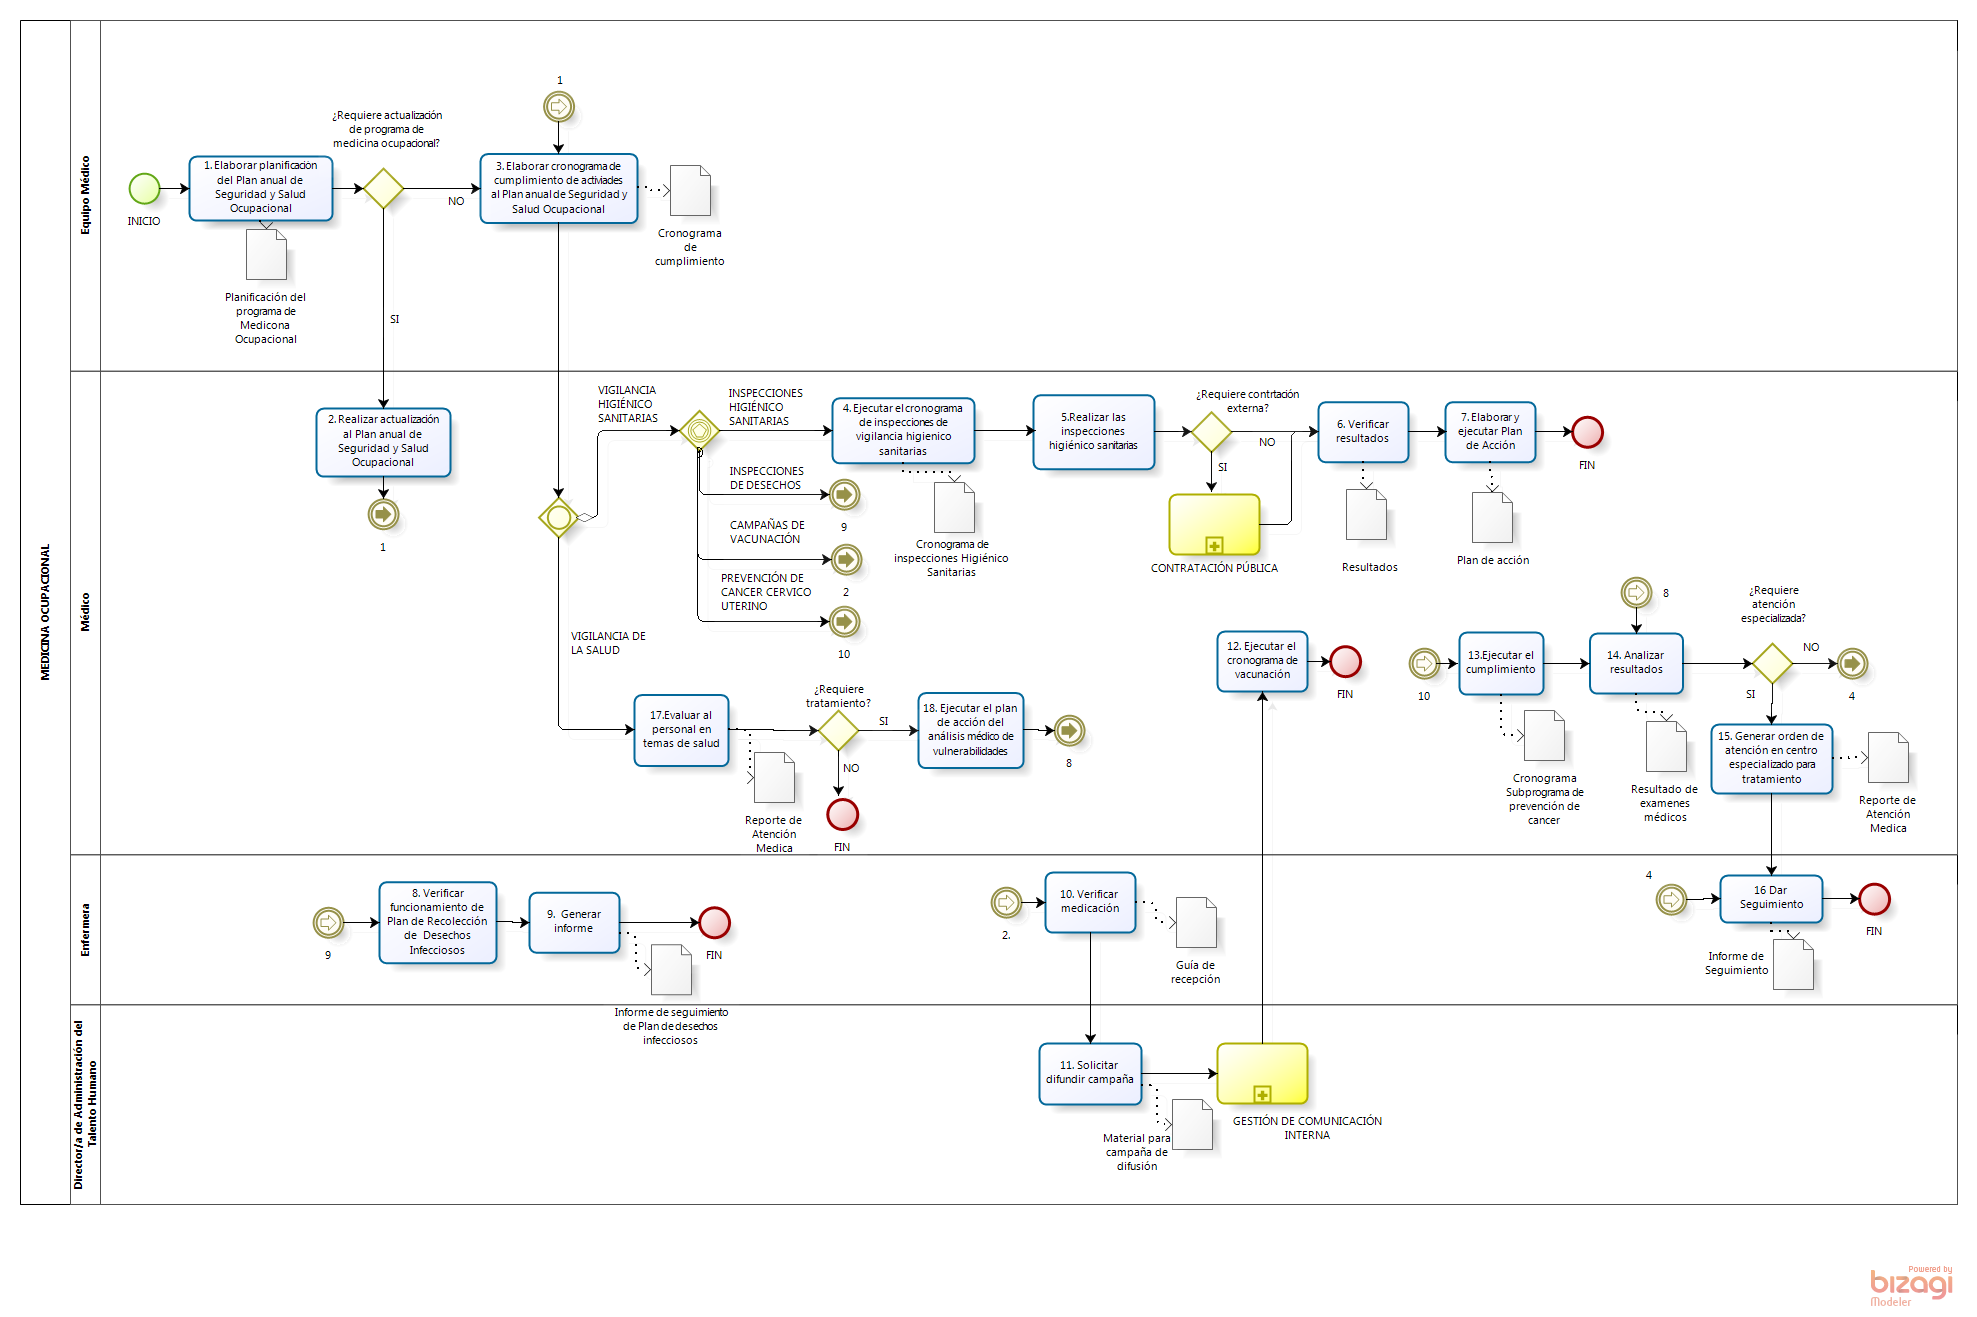 MEDICINA OCUPACIONAL
Equipo Médico
INICIO
1. Elaborar planificación
del Plan anual de
Seguridad y Salud
Ocupacional
Planificación del
programa de
Medicona
Ocupacional
¿Requiere actualización
de programa de
medicina ocupacional?
NO
SI
1
3. Elaborar cronograma de
cumplimiento de activiades
al Plan anual de Seguridad y
Salud Ocupacional
Cronograma
de
cumplimiento
Médico
2. Realizar actualización
al Plan anual de
Seguridad y Salud
Ocupacional
1
VIGILANCIA
HIGIÉNICO
SANITARIAS
INSPECCIONES
HIGIÉNICO
SANITARIAS
INSPECCIONES
DE DESECHOS
9
CAMPAÑAS DE
VACUNACIÓN
2
PREVENCIÓN DE
CANCER CERVICO
UTERINO
10
4. Ejecutar el cronograma
de inspecciones de
vigilancia higienico
sanitarias
Cronograma de
inspecciones Higiénico
Sanitarias
5.Realizar las
inspecciones
higiénico sanitarias
¿Requiere contrtación
externa?
NO
SI
CONTRATACIÓN PÚBLICA
6. Verificar
resultados
Resultados
7. Elaborar y
ejecutar Plan
de Acción
Plan de acción
FIN
VIGILANCIA DE
LA SALUD
17.Evaluar al
personal en
temas de salud
Reporte de
Atención
Medica
¿Requiere
tratamiento?
SI
NO
FIN
18. Ejecutar el plan
de acción del
análisis médico de
vulnerabilidades
8
12. Ejecutar el
cronograma de
vacunación
FIN
10
13.Ejecutar el
cumplimiento
Cronograma
Subprograma de
prevención de
cancer
8
14. Analizar
resultados
Resultado de
examenes
médicos
¿Requiere
atención
especializada?
NO
SI
4
15. Generar orden de
atención en centro
especializado para
tratamiento
Reporte de
Atención
Medica
Enfermera
9
8. Verificar
funcionamiento de
Plan de Recolección
de Desechos
Infecciosos
9. Generar
informe
FIN
Informe de seguimiento
de Plan de desechos
infecciosos
2.
10. Verificar
medicación
Guía de
recepción
4
16 Dar
Seguimiento
FIN
Informe de
Seguimiento
Director/a de Administración del
Talento Humano
11. Solicitar
difundir campaña
Material para
campaña de
difusión
GESTIÓN DE COMUNICACIÓN
INTERNA
Powered by
bizagi
Modeler